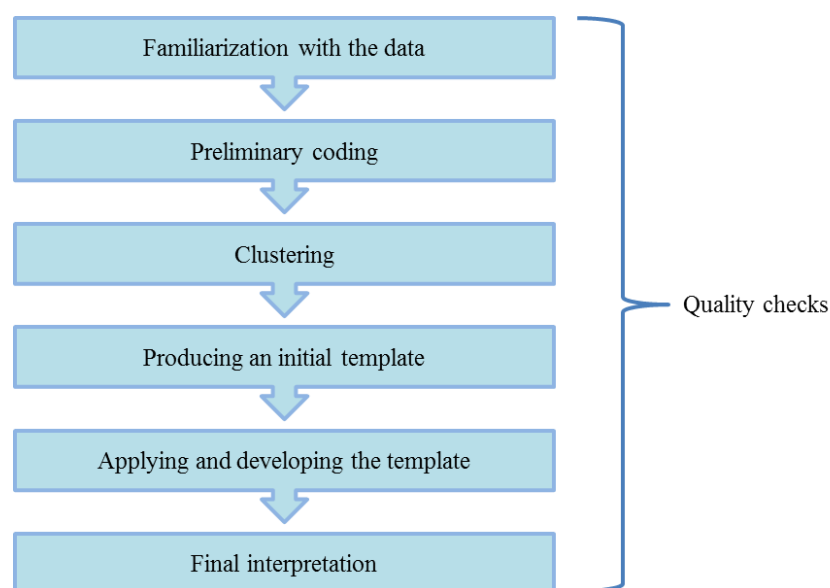 Familiarization with the data
Preliminary coding
Clustering
Producing an initial template
Applying and developing the template
Final interpretation
Quality checks